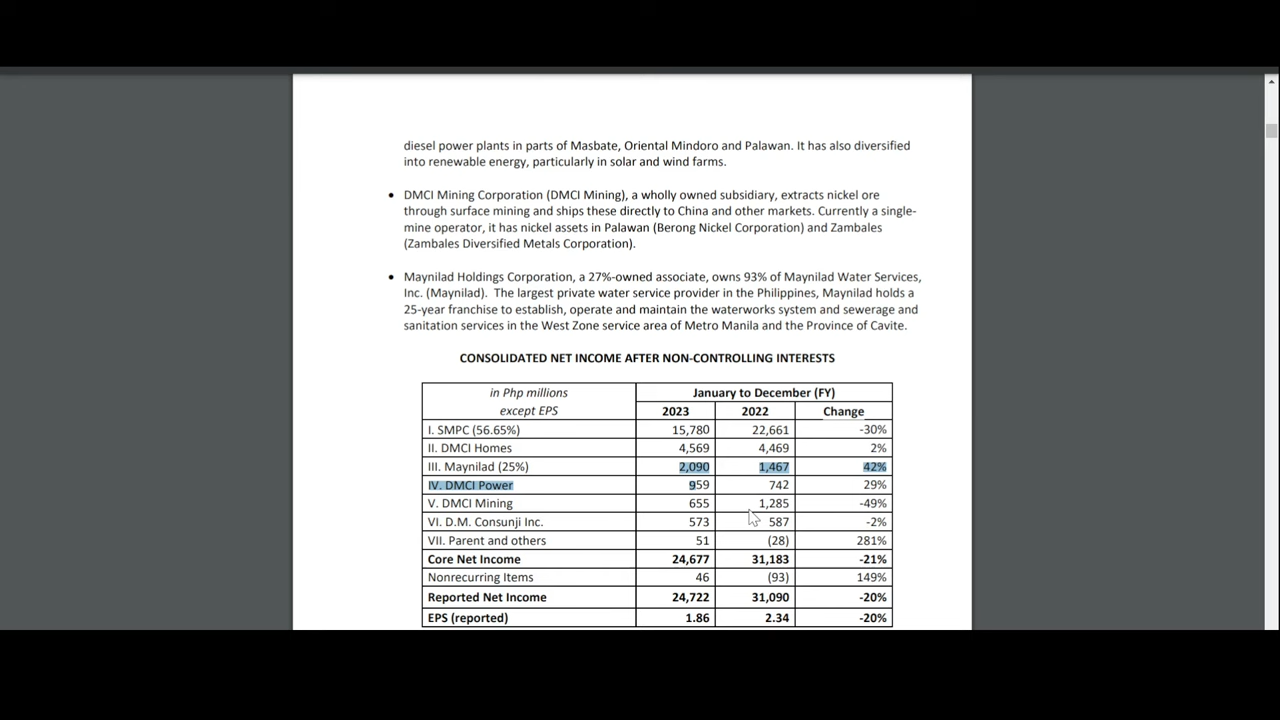 diesel power plants in parts of Masbate, Oriental Mindoro and Palawan. It has also diversified
into renewable energy, particularly in solar and wind farms.
• DMCI Mining Corporation (DMCI Mining), a wholly owned subsidiary, extracts nickel ore
through surface mining and ships these directly to China and other markets. Currently a single-
mine operator, it has nickel assets in Palawan (Berong Nickel Corporation) and Zambales
(Zambales Diversified Metals Corporation).
• Maynilad Holdings Corporation, a 27%-owned associate, owns 93% of Maynilad Water Services,
Inc. (Maynilad). The largest private water service provider in the Philippines, Maynilad holds a
25-year franchise to establish, operate and maintain the waterworks system and sewerage and
sanitation services in the West Zone service area of Metro Manila and the Province of Cavite.
CONSOLIDATED NET INCOME AFTER NON-CONTROLLING INTERESTS
in Php millions January to December (FY)
except EPS 2023 2022 Change
I. SMPC (56.65%) 15,780 22,661 -30%
II. DMCI Homes 4,569 4,469 2%
III. Maynilad (25%) 2,090 1,467 42%
IV. DMCI Power 959 742 29%
V. DMCI Mining 655 1,285 -49%
VI. D.M. Consunji Inc. 573 587 -2%
VII. Parent and others 51 (28) 281%
Core Net Income 24,677 31,183 -21%
Nonrecurring Items 46 (93) 149%
Reported Net Income 24,722 31,090 -20%
EPS (reported) 1.86 2.34 -20%